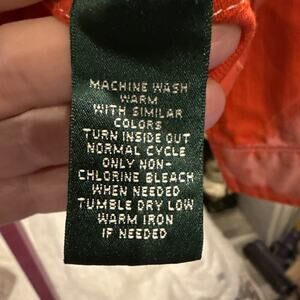 MACHINE WASH
WARM
WITH SIMILAR
COLORS
TURN INSIDE OUT
NORMAL CYCLE
ONLY NON-
CHLORINE BLEACH
WHEN NEEDED
TUMBLE DRY LOW
WARM IRON
IF NEEDED